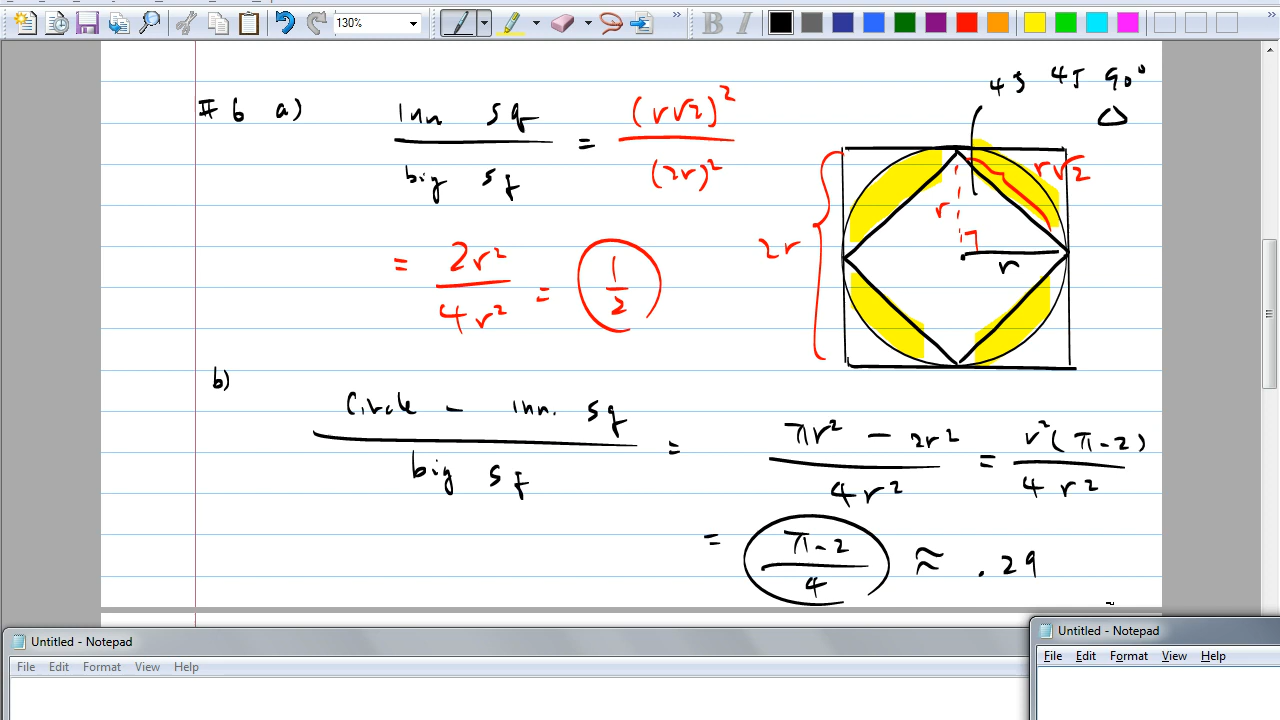 130%
B I
45 45 90° △
# 6 a) Inn sq / big sq = (r√2)² / (2r)²
r√2
r
2r
r
= 2r² / 4r² = 1/2
b)
Circle - inn. sq / big sq = πr² - 2r² / 4r² = r²(π-2) / 4r²
= π-2 / 4 ≈ .29
Untitled - Notepad
File Edit Format View Help
Untitled - Notepad
File Edit Format View Help